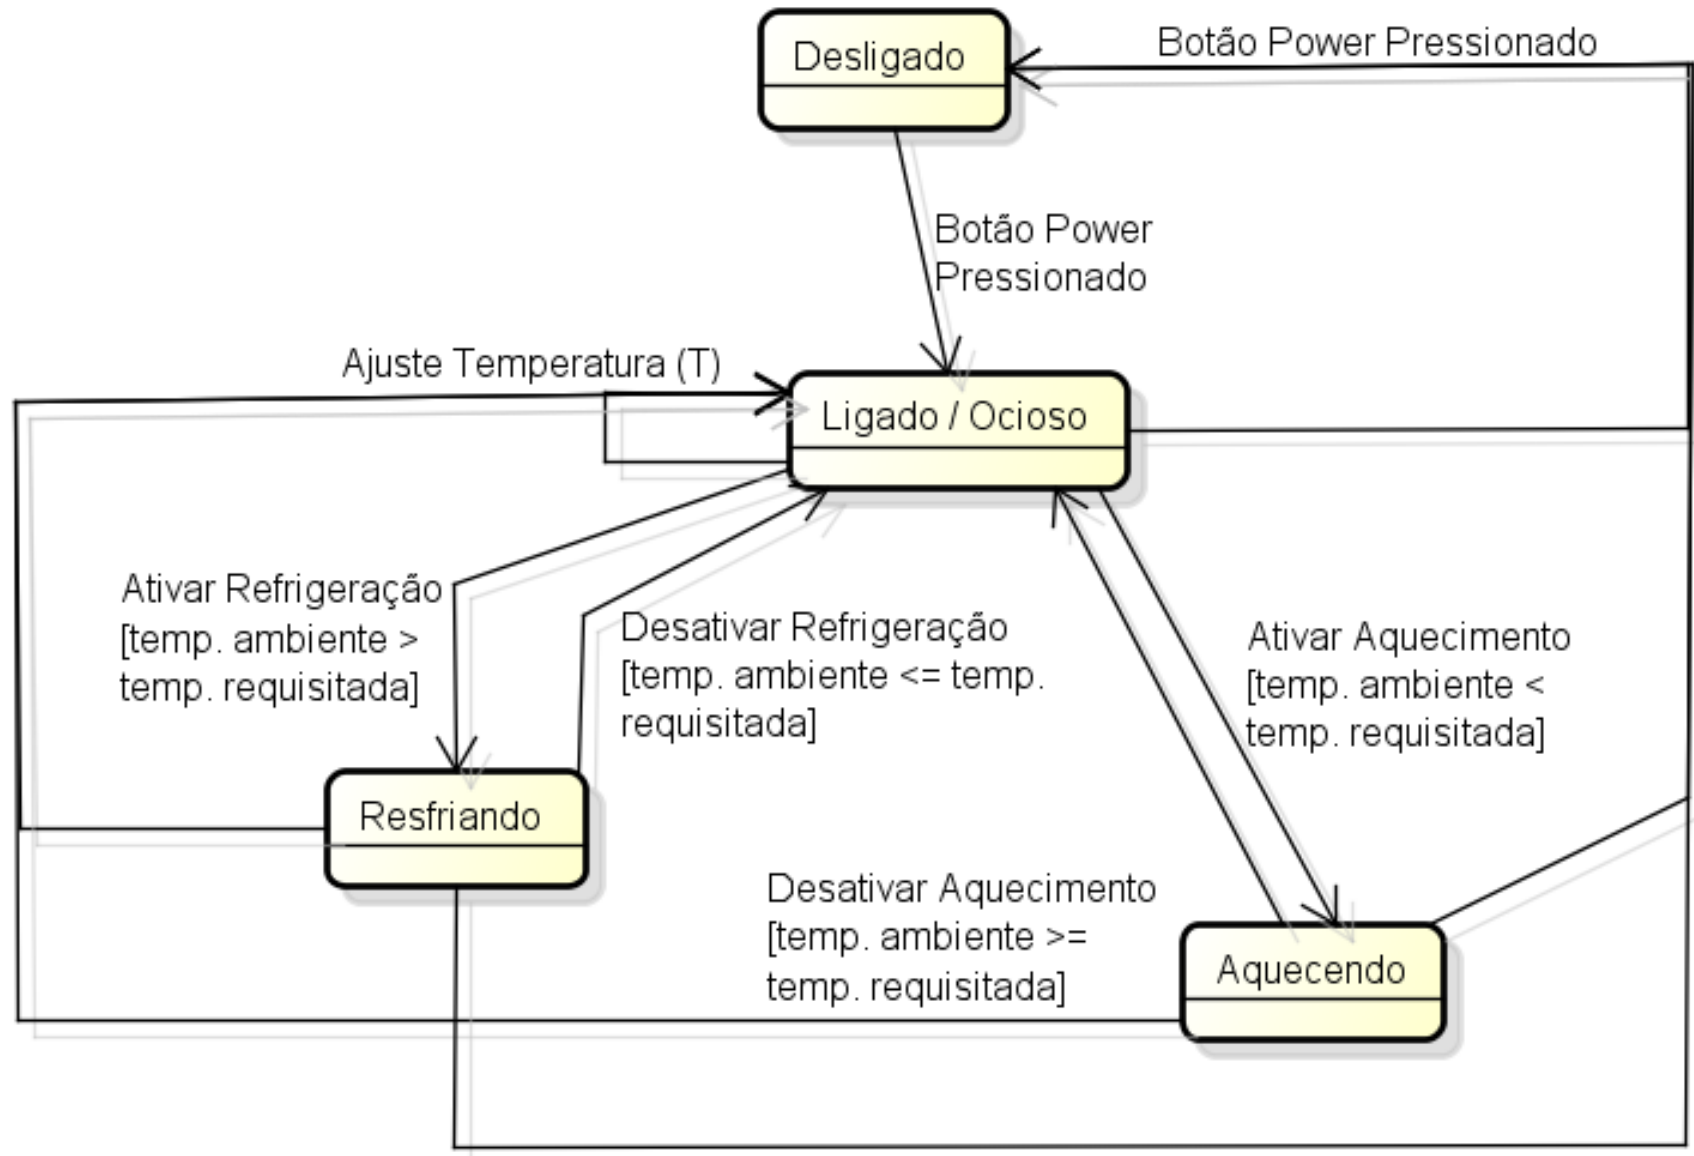 Desligado
Botão Power Pressionado
Botão Power
Pressionado
Ajuste Temperatura (T)
Ligado / Ocioso
Ativar Refrigeração
[temp. ambiente >
temp. requisitada]
Desativar Refrigeração
[temp. ambiente <= temp.
requisitada]
Ativar Aquecimento
[temp. ambiente <
temp. requisitada]
Resfriando
Desativar Aquecimento
[temp. ambiente >=
temp. requisitada]
Aquecendo